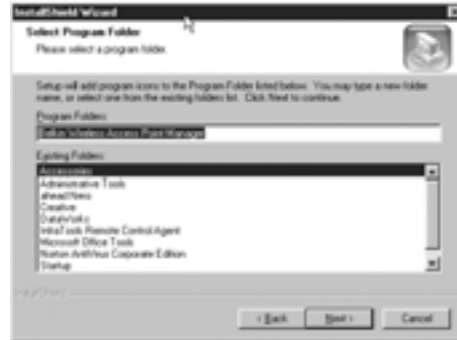 InstallShield Wizard
Select Program Folder
Please select a program folder.
Setup will add program icons to the Program Folder listed below. You may type a new folder
name, or select one from the existing folders list. Click Next to continue.
Program Folders:
Belkin Wireless Access Point Manager
Existing Folders:
Accessories
Administrative Tools
ahead Nero
Creative
DataViz
Remote Control Agent
Microsoft Office Tools
Norton AntiVirus Corporate Edition
Startup
InstallShield
< Back
Next >
Cancel